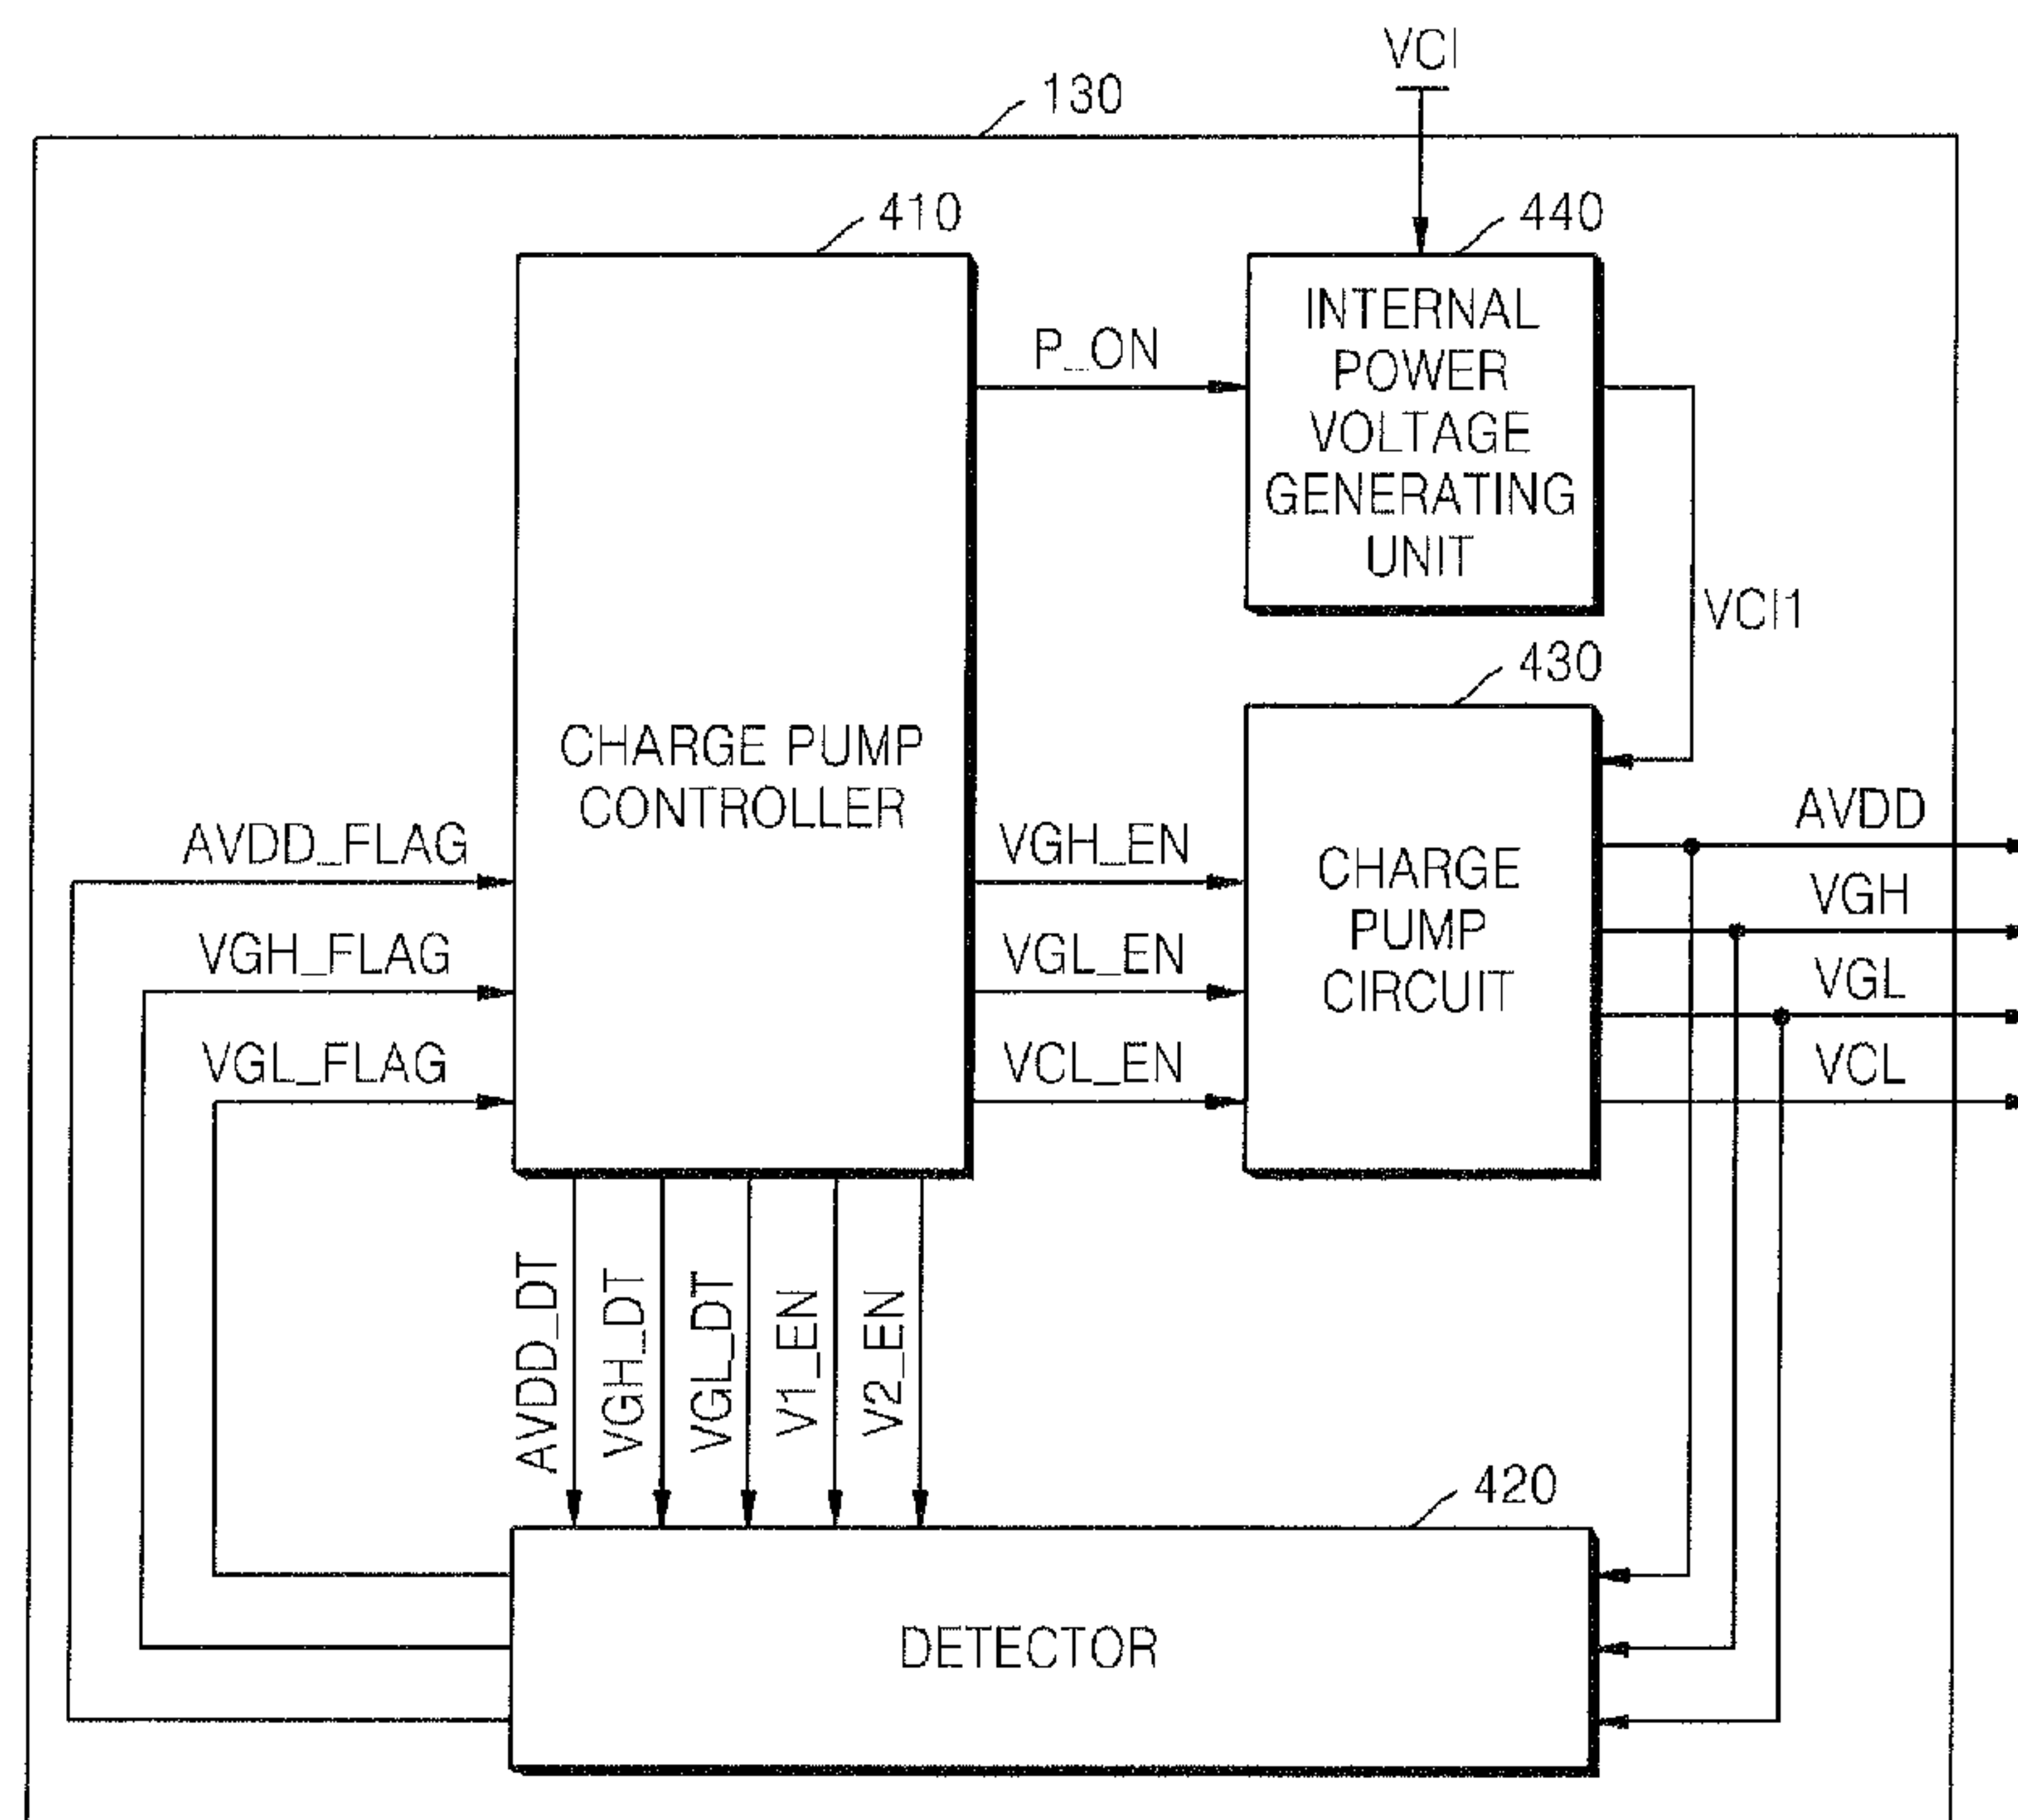 VCI
130
410
440
P_ON
INTERNAL
POWER
VOLTAGE
GENERATING
UNIT
VCI1
430
CHARGE PUMP
CONTROLLER
AVDD_FLAG
VGH_FLAG
VGL_FLAG
VGH_EN
VGL_EN
VCL_EN
CHARGE
PUMP
CIRCUIT
AVDD
VGH
VGL
VCL
AVDD_DT
VGH_DT
VGL_DT
V1_EN
V2_EN
420
DETECTOR